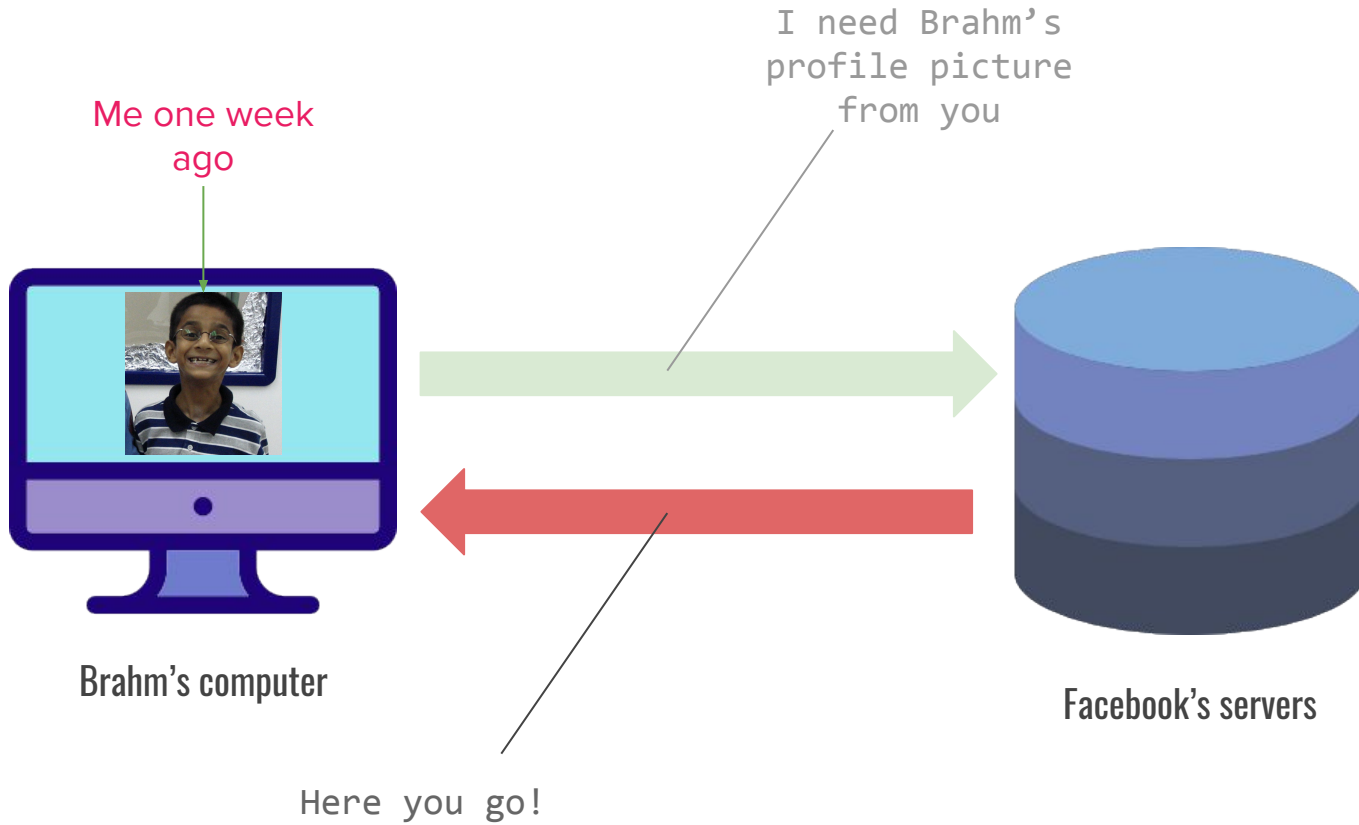 I need Brahm’s
profile picture
from you
Me one week
ago
Brahm’s computer
Facebook’s servers
Here you go!